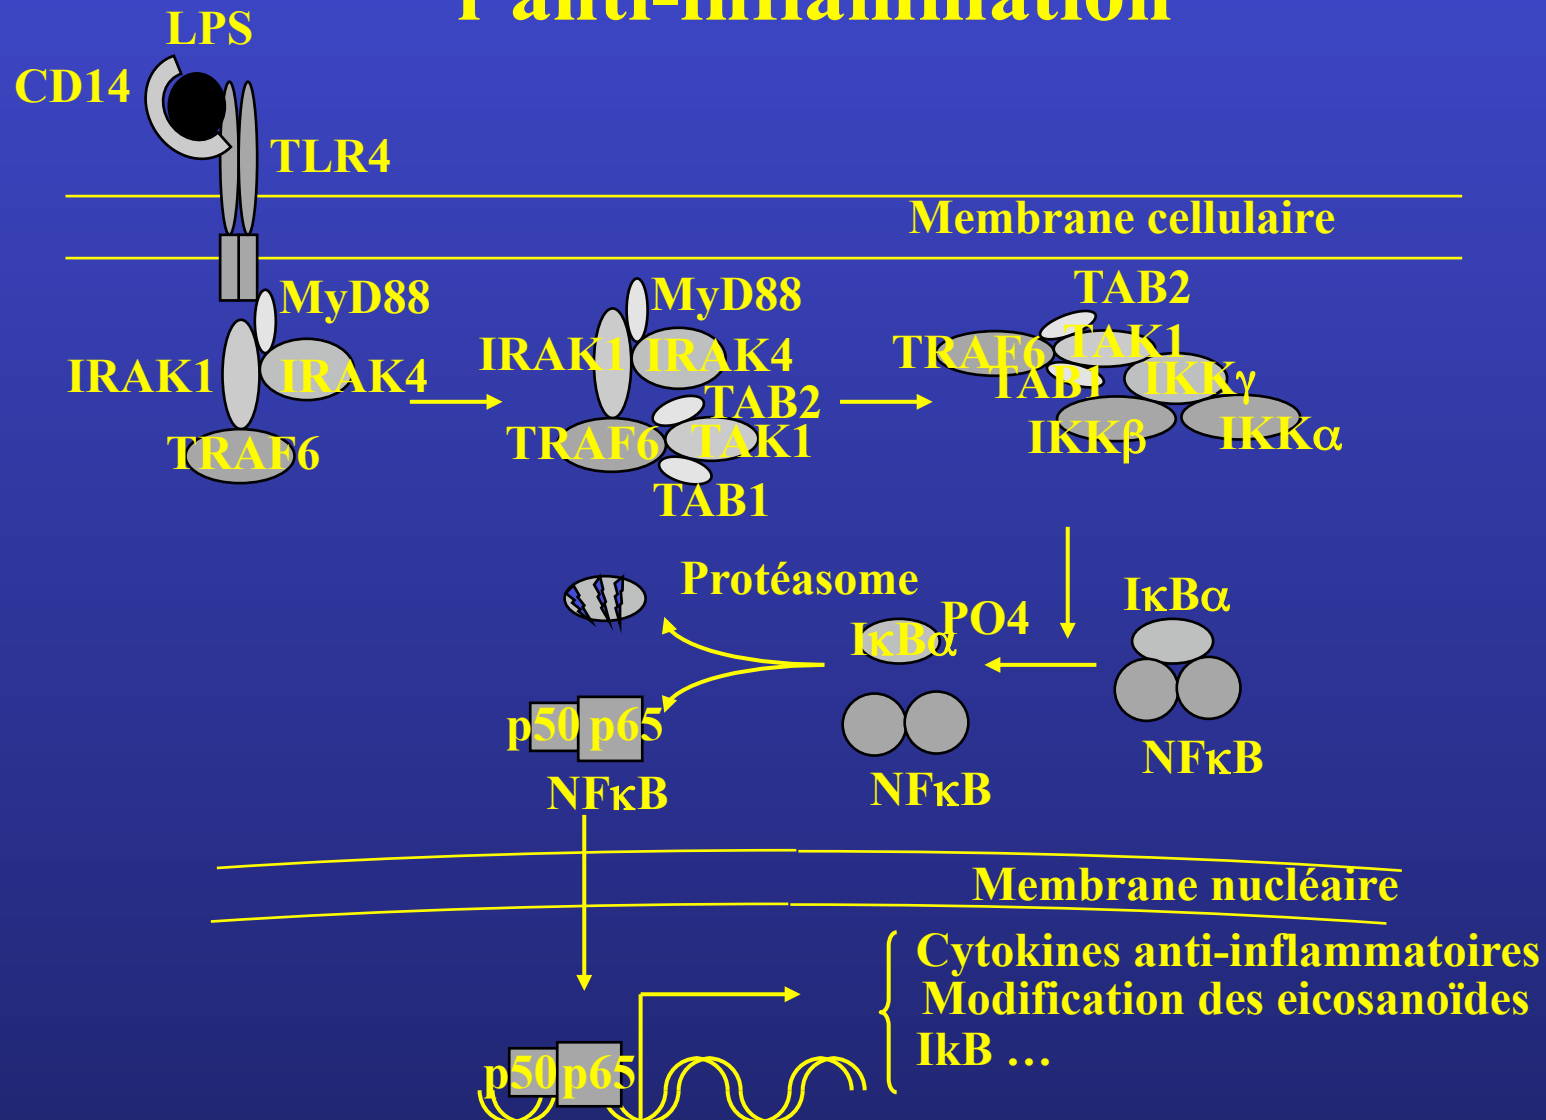 l'anti-inflammation
LPS
CD14
TLR4
Membrane cellulaire
MyD88
IRAK1
IRAK4
TRAF6
MyD88
IRAK1
IRAK4
TAB2
TRAF6
TAK1
TAB1
TAB2
TRAF6
TAK1
TAB1
IKKγ
IKKβ
IKKα
Protéasome
PO4
IκBα
IκBα
p50 p65
NFκB
NFκB
NFκB
Membrane nucléaire
Cytokines anti-inflammatoires
Modification des eicosanoïdes
IkB …
p50 p65